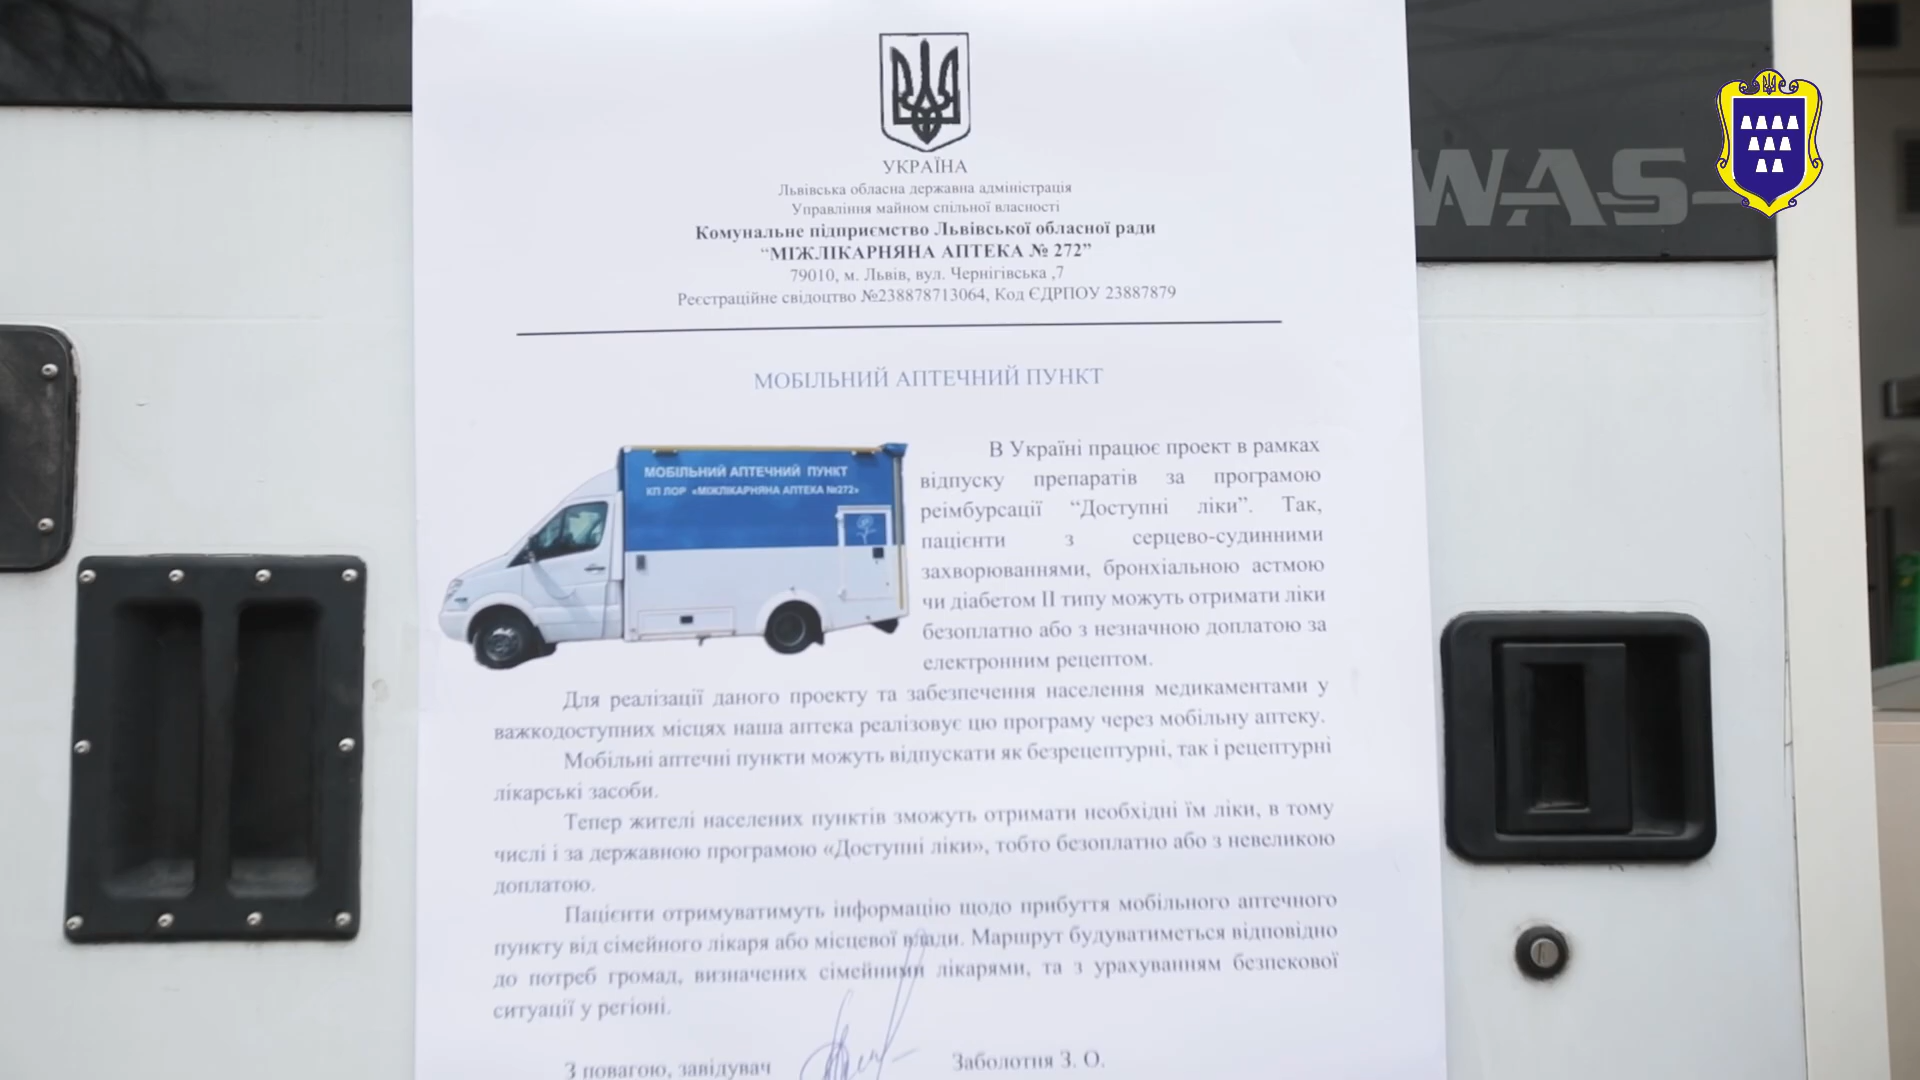 УКРАЇНА
Львівська обласна державна адміністрація
Управління майном спільної власності
Комунальне підприємство Львівської обласної ради
“МІЖЛІКАРНЯНА АПТЕКА № 272”
79010, м. Львів, вул. Чернігівська ,7
Реєстраційне свідоцтво №238878713064, Код ЄДРПОУ 23887879
WAS
МОБІЛЬНИЙ АПТЕЧНИЙ ПУНКТ
МОБІЛЬНИЙ АПТЕЧНИЙ ПУНКТ
КП ЛОР «МІЖЛІКАРНЯНА АПТЕКА №272»
В Україні працює проект в рамках
відпуску препаратів за програмою
реімбурсації “Доступні ліки”. Так,
пацієнти з серцево-судинними
захворюваннями, бронхіальною астмою
чи діабетом II типу можуть отримати ліки
безоплатно або з незначною доплатою за
електронним рецептом.
Для реалізації даного проекту та забезпечення населення медикаментами у
важкодоступних місцях наша аптека реалізовує цю програму через мобільну аптеку.
Мобільні аптечні пункти можуть відпускати як безрецептурні, так і рецептурні
лікарські засоби.
Тепер жителі населених пунктів зможуть отримати необхідні їм ліки, в тому
числі і за державною програмою «Доступні ліки», тобто безоплатно або з невеликою
доплатою.
Пацієнти отримуватимуть інформацію щодо прибуття мобільного аптечного
пункту від сімейного лікаря або місцевої влади. Маршрут будуватиметься відповідно
до потреб громад, визначених сімейними лікарями, та з урахуванням безпекової
ситуації у регіоні.
З повагою, завідувач Заболотня З. О.